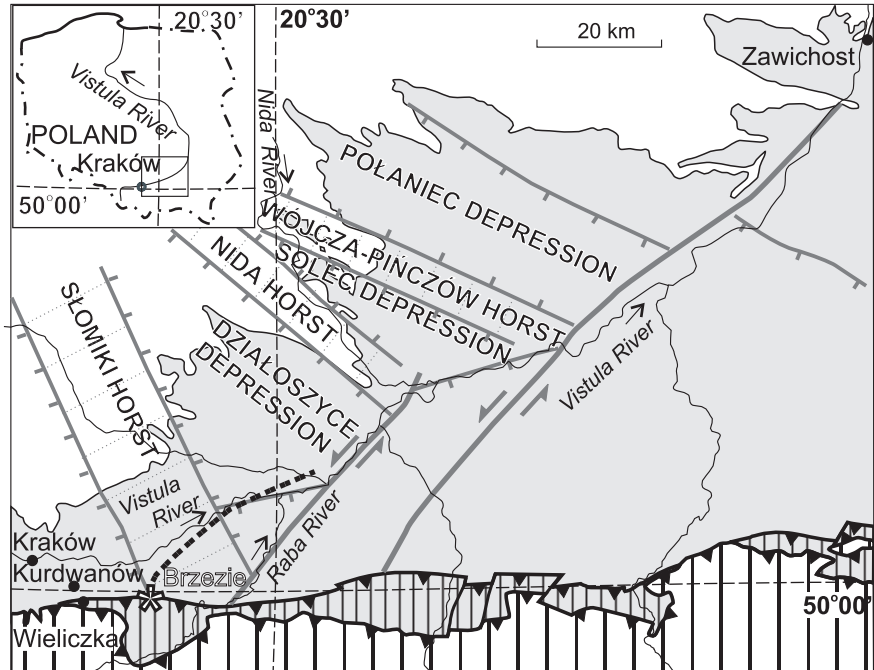 20°30'
20°30'
20 km
Zawichost
Vistula River
Nida River
POLAND
Kraków
50°00'
POŁANIEC DEPRESSION
WÓJCZA-PIŃCZÓW HORST
SOLEC DEPRESSION
NIDA HORST
SŁOMIKI HORST
DZIAŁOSZYCE
DEPRESSION
Vistula River
Vistula
River
Raba River
Kraków
Kurdwanów
Brzezie
50°00'
Wieliczka